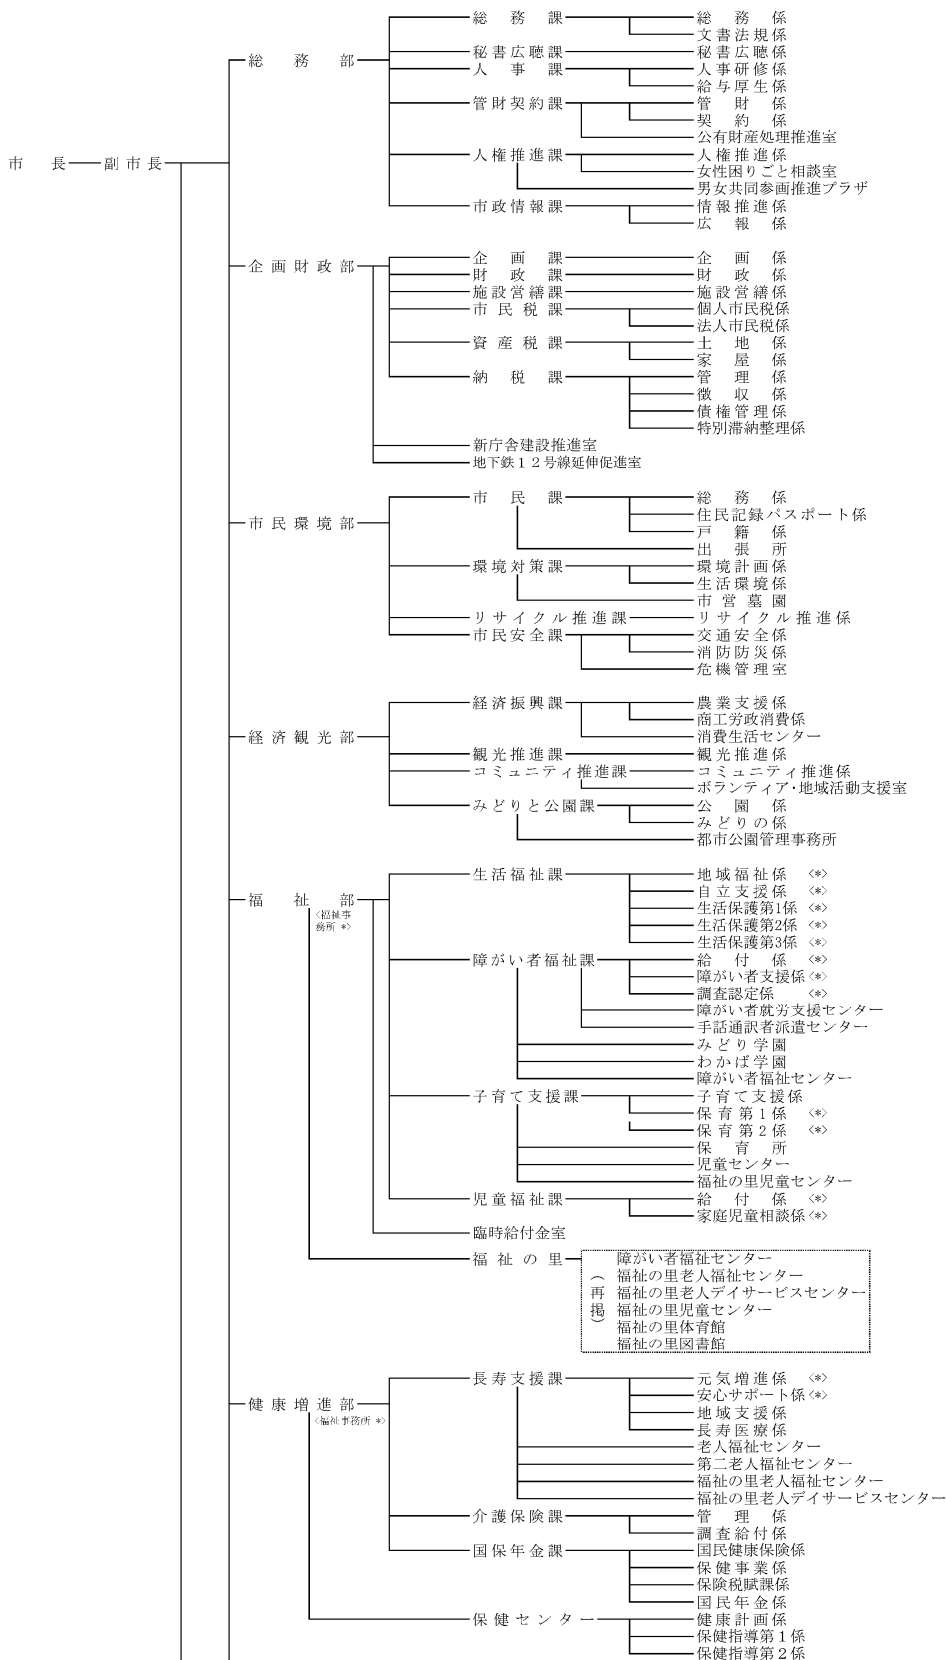 総務部 総務課 総務係
文書法規係
秘書広聴課 秘書広聴係
人事課 人事研修係
給与厚生係
管財契約課 管財係
契約係
公有財産処理推進室
市長 副市長 人権推進課 人権推進係
女性困りごと相談室
男女共同参画推進プラザ
市政情報課 情報推進係
広報係
企画財政部 企画課 企画係
財政課 財政係
施設営繕課 施設営繕係
市民税課 個人市民税係
法人市民税係
資産税課 土地係
家屋係
納税課 管理係
徴収係
債権管理係
特別滞納整理係
新庁舎建設推進室
地下鉄12号線延伸促進室
市民環境部 市民課 総務係
住民記録パスポート係
戸籍係
出張所
環境対策課 環境計画係
生活環境係
市営墓園
リサイクル推進課 リサイクル推進係
市民安全課 交通安全係
消防防災係
危機管理室
経済観光部 経済振興課 農業支援係
商工労政消費係
消費生活センター
観光推進課 観光推進係
コミュニティ推進課 コミュニティ推進係
ボランティア・地域活動支援室
みどりと公園課 公園係
みどりの係
都市公園管理事務所
福祉部 生活福祉課 地域福祉係 <*>
<福祉事
務所 *>
自立支援係 <*>
生活保護第1係 <*>
生活保護第2係 <*>
生活保護第3係 <*>
障がい者福祉課 給付係 <*>
障がい者支援係 <*>
調査認定係 <*>
障がい者就労支援センター
手話通訳者派遣センター
みどり学園
わかば学園
障がい者福祉センター
子育て支援課 子育て支援係
保育第1係 <*>
保育第2係 <*>
保育所
児童センター
福祉の里児童センター
児童福祉課 給付係 <*>
家庭児童相談係 <*>
臨時給付金室
福祉の里 (再掲) 障がい者福祉センター
福祉の里老人福祉センター
福祉の里老人デイサービスセンター
福祉の里児童センター
福祉の里体育館
福祉の里図書館
健康増進部 長寿支援課 元気増進係 <*>
<福祉事務所 *>
安心サポート係 <*>
地域支援係
長寿医療係
老人福祉センター
第二老人福祉センター
福祉の里老人福祉センター
福祉の里老人デイサービスセンター
介護保険課 管理係
調査給付係
国保年金課 国民健康保険係
保健事業係
保険税賦課係
国民年金係
保健センター 健康計画係
保健指導第1係
保健指導第2係